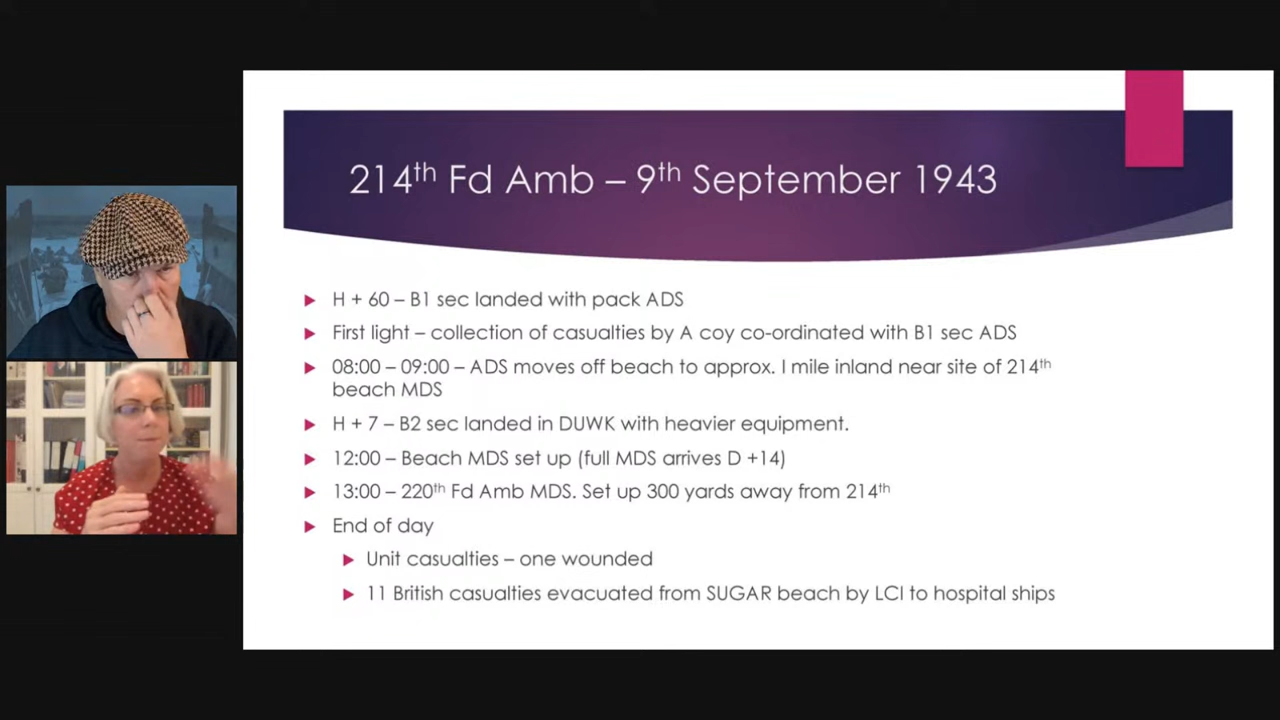 214th Fd Amb – 9th September 1943
H + 60 – B1 sec landed with pack ADS
First light – collection of casualties by A coy co-ordinated with B1 sec ADS
08:00 – 09:00 – ADS moves off beach to approx. I mile inland near site of 214th
beach MDS
H + 7 – B2 sec landed in DUWK with heavier equipment.
12:00 – Beach MDS set up (full MDS arrives D +14)
13:00 – 220th Fd Amb MDS. Set up 300 yards away from 214th
End of day
Unit casualties – one wounded
11 British casualties evacuated from SUGAR beach by LCI to hospital ships